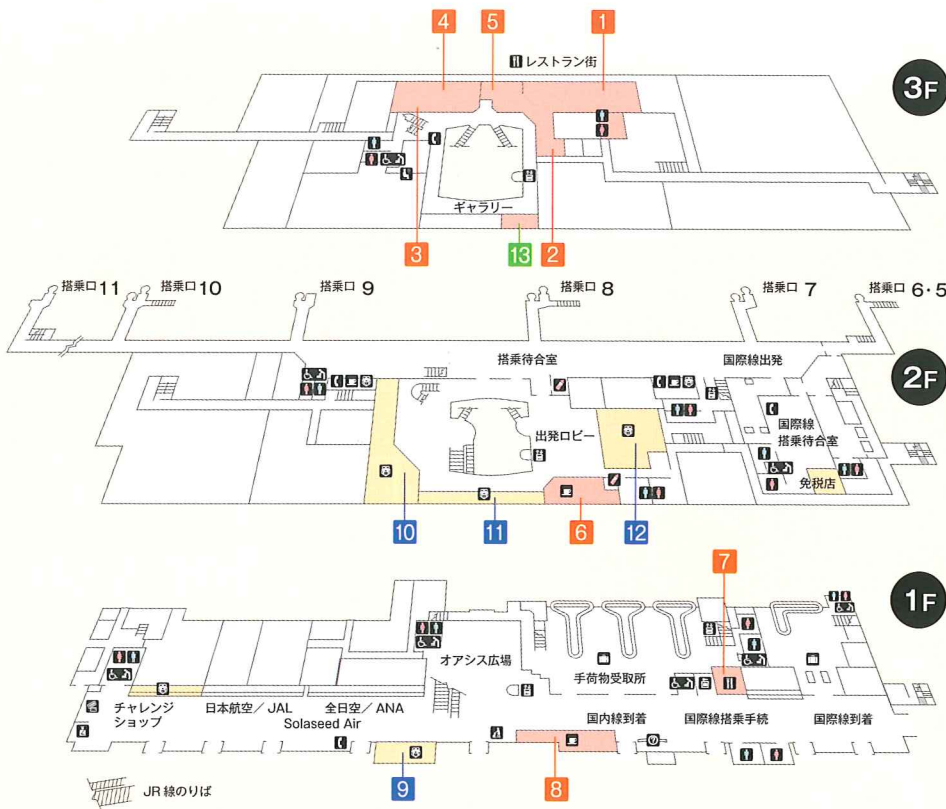 4 5 1
レストラン街
3F
ギャラリー
3 13 2
搭乗口 11
搭乗口 10
搭乗口 9
搭乗口 8
搭乗口 7
搭乗口 6・5
搭乗待合室
国際線出発
2F
出発ロビー
国際線
搭乗待合室
免税店
10 11 6 12
7
1F
オアシス広場
手荷物受取所
チャレンジ
ショップ
日本航空／JAL
全日空／ANA
Solaseed Air
国内線到着
国際線搭乗手続
国際線到着
9 8
JR 線のりば